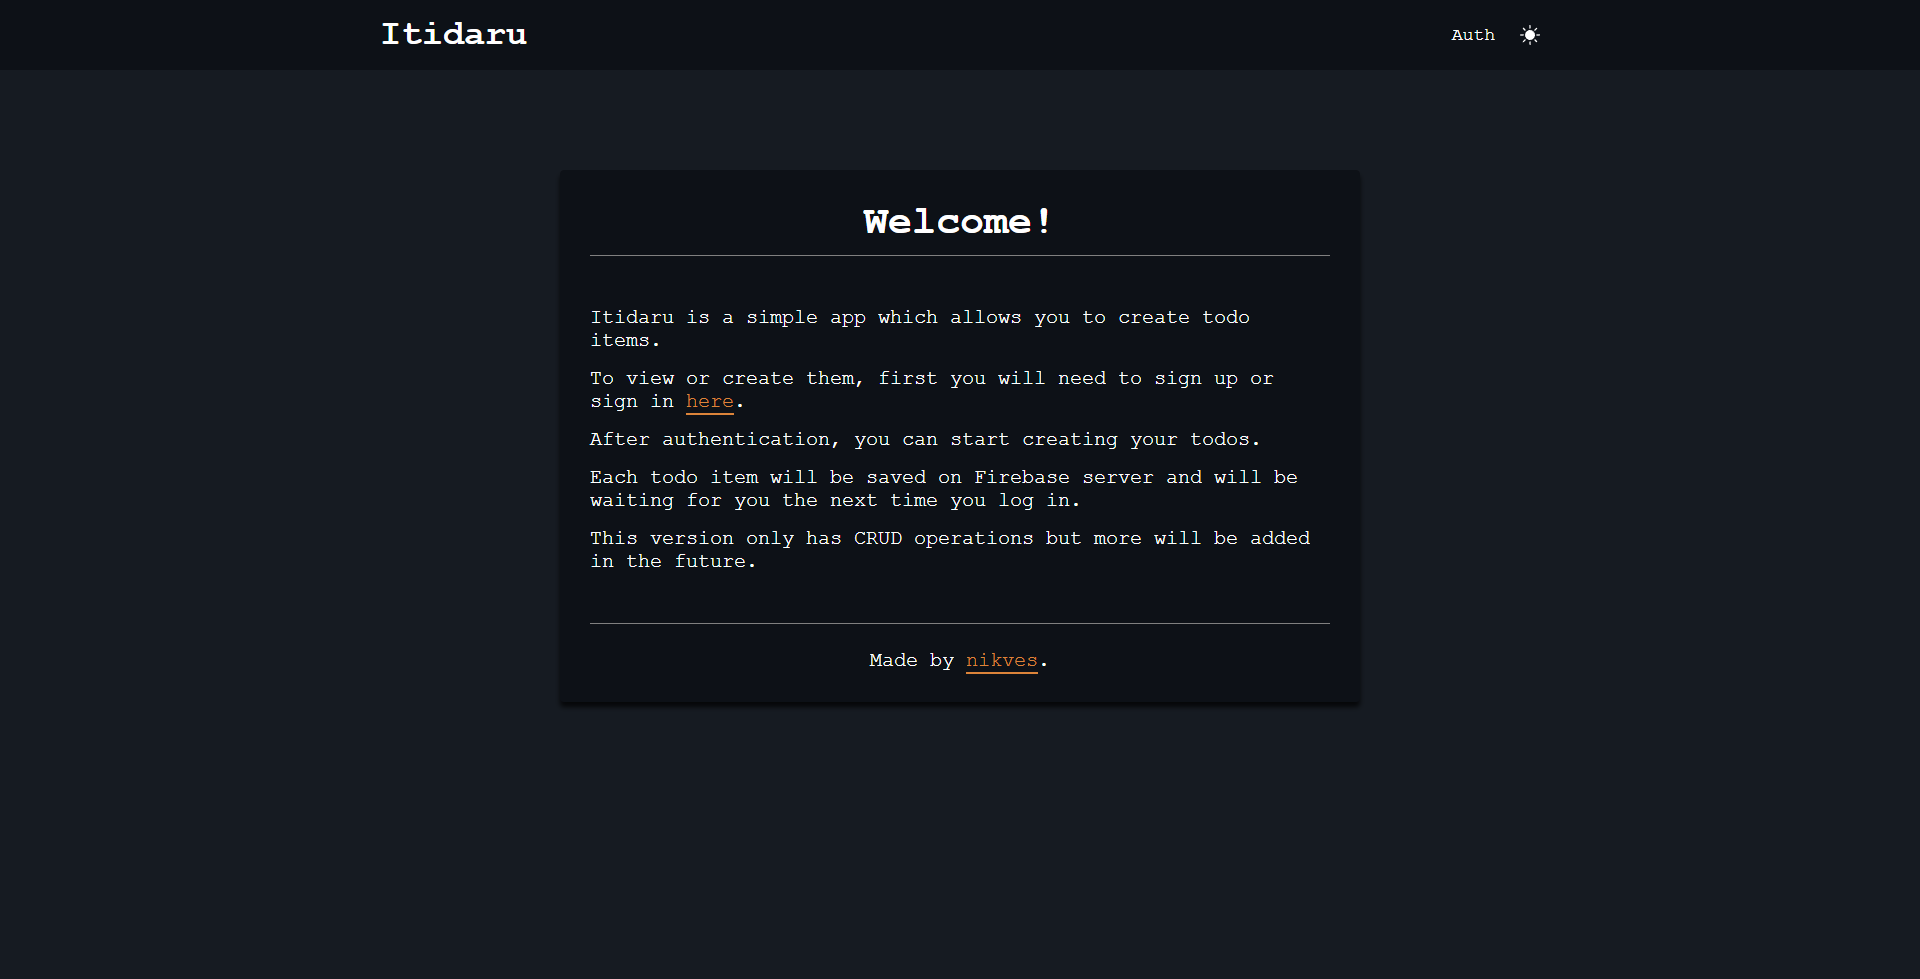 Itidaru
Auth
Welcome!
Itidaru is a simple app which allows you to create todo
items.
To view or create them, first you will need to sign up or
sign in here.
After authentication, you can start creating your todos.
Each todo item will be saved on Firebase server and will be
waiting for you the next time you log in.
This version only has CRUD operations but more will be added
in the future.
Made by nikves.